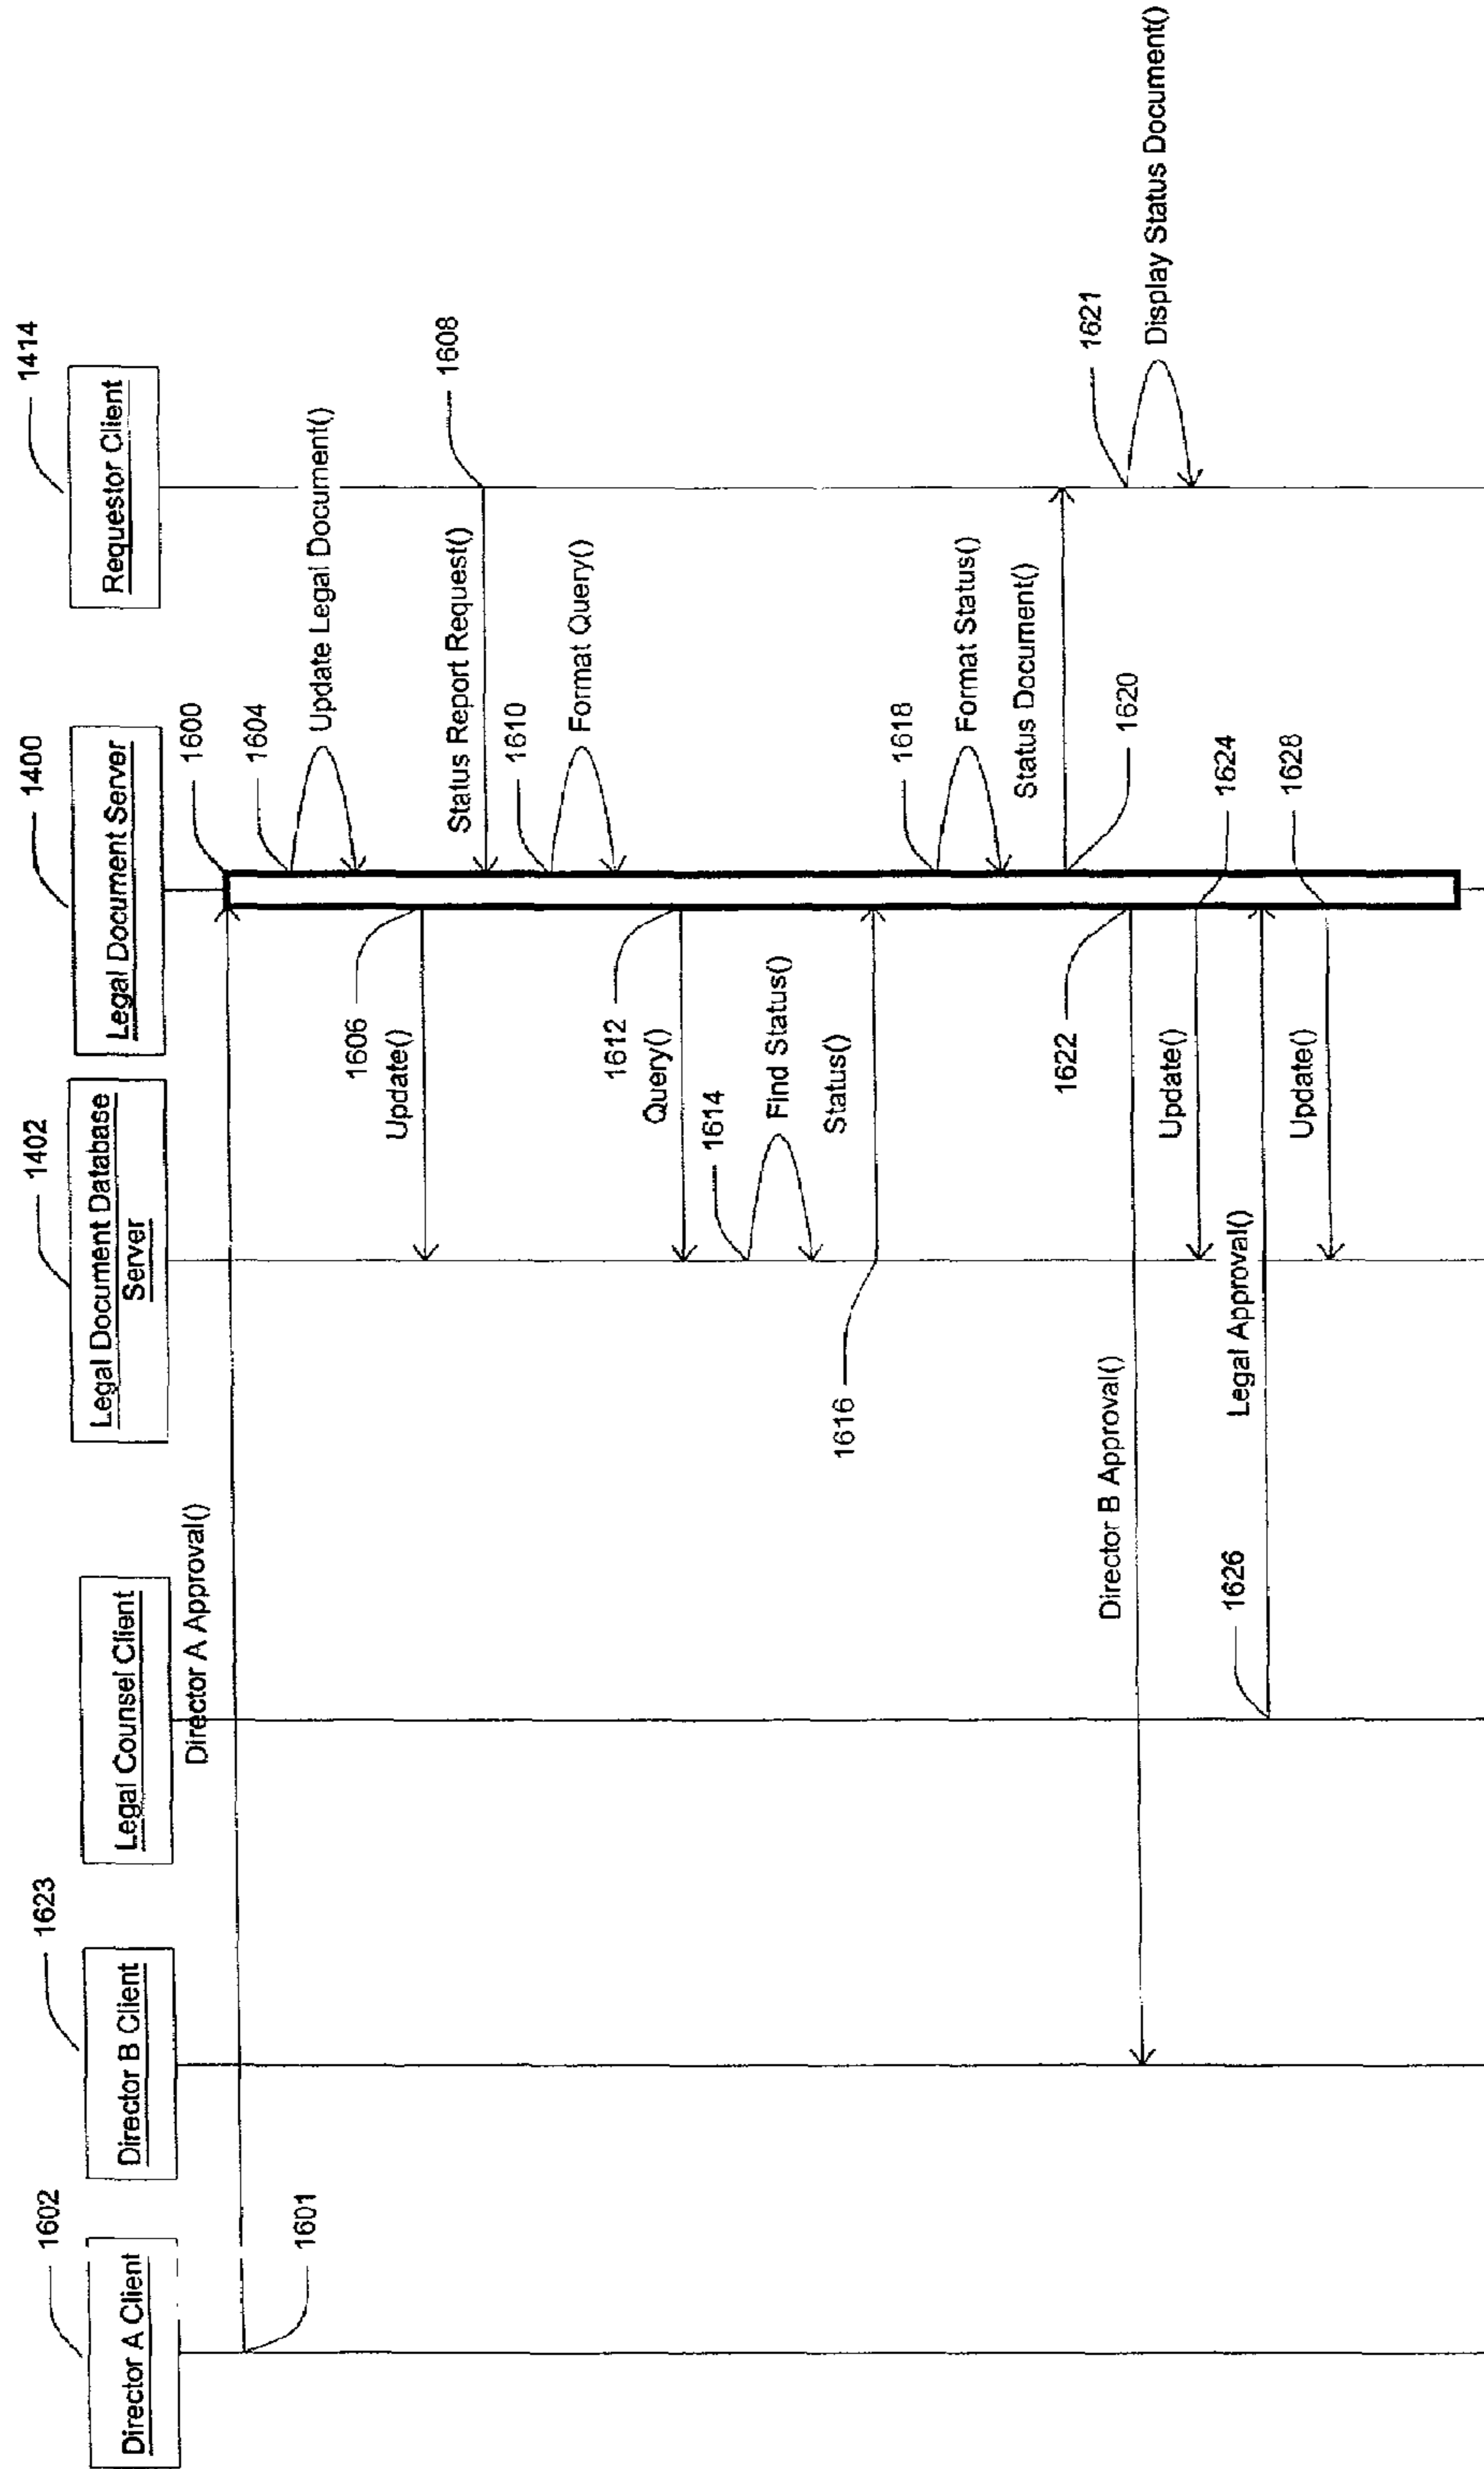 1602
Director A Client
1623
Director B Client
Legal Counsel Client
1402
Legal Document Database
Server
1400
Legal Document Server
1414
Requestor Client
Director A Approval()
1601
1600
1604
Update Legal Document()
1606
Update()
1608
Status Report Request()
1610
Format Query()
1612
Query()
1614
Find Status()
1616
Status()
1618
Format Status()
Status Document()
1620
1621
Display Status Document()
1622
Director B Approval()
1624
Update()
1626
Legal Approval()
1628
Update()